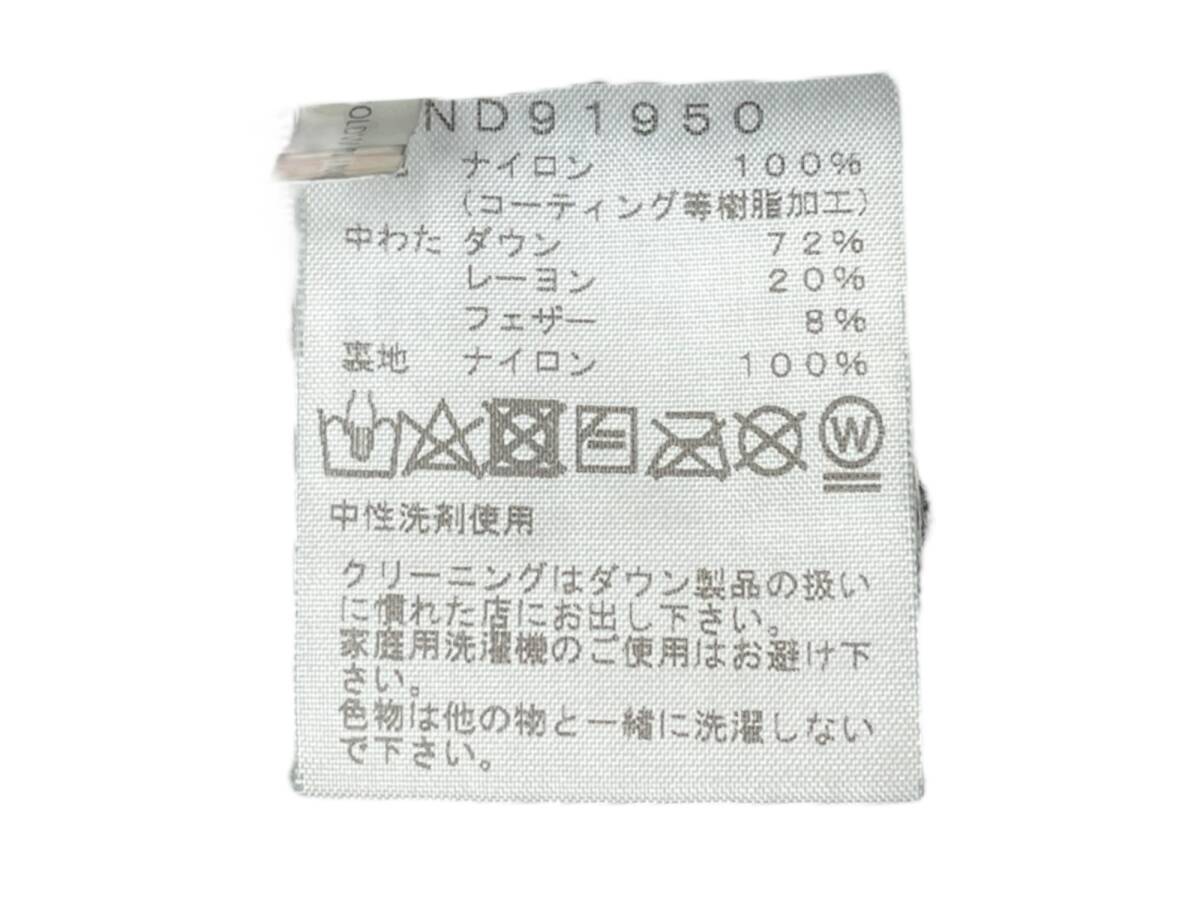 ND91950
ナイロン 100%
(コーティング等樹脂加工)
中わた ダウン 72%
レーヨン 20%
フェザー 8%
裏地 ナイロン 100%
W
中性洗剤使用
クリーニングはダウン製品の扱い
に慣れた店にお出し下さい。
家庭用洗濯機のご使用はお避け下
さい。
色物は他の物と一緒に洗濯しない
で下さい。